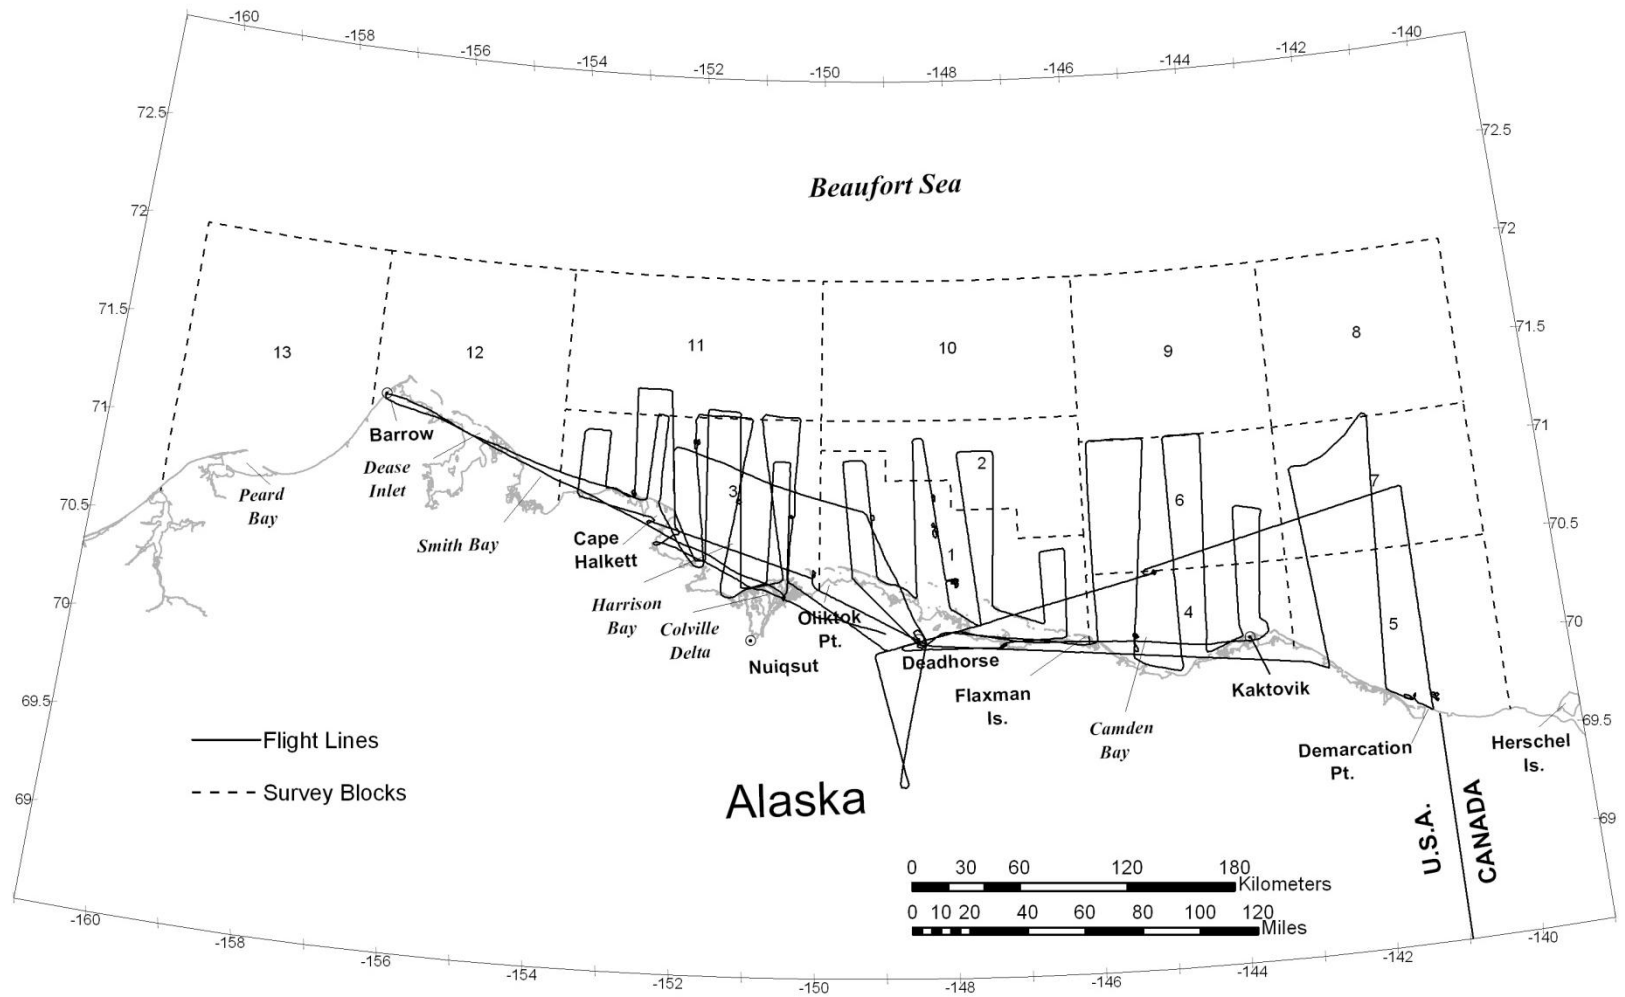 -160
-158
-156
-154
-152
-150
-148
-146
-144
-142
-140
72.5
72.5
Beaufort Sea
72
72
71.5
71.5
13
12
11
10
9
8
71
71
Barrow
Dease
Inlet
Peard
Bay
Smith Bay
Cape
Halkett
Harrison
Bay
Colville
Delta
Nuiqsut
Oliktok
Pt.
Deadhorse
Flaxman
Is.
Camden
Bay
Kaktovik
Demarcation
Pt.
Herschel
Is.
3
2
1
6
4
7
5
70.5
70.5
70
70
69.5
69.5
69
69
Flight Lines
Survey Blocks
Alaska
U.S.A.
CANADA
0 30 60 120 180
Kilometers
0 10 20 40 60 80 100 120
Miles
-160
-158
-156
-154
-152
-150
-148
-146
-144
-142
-140